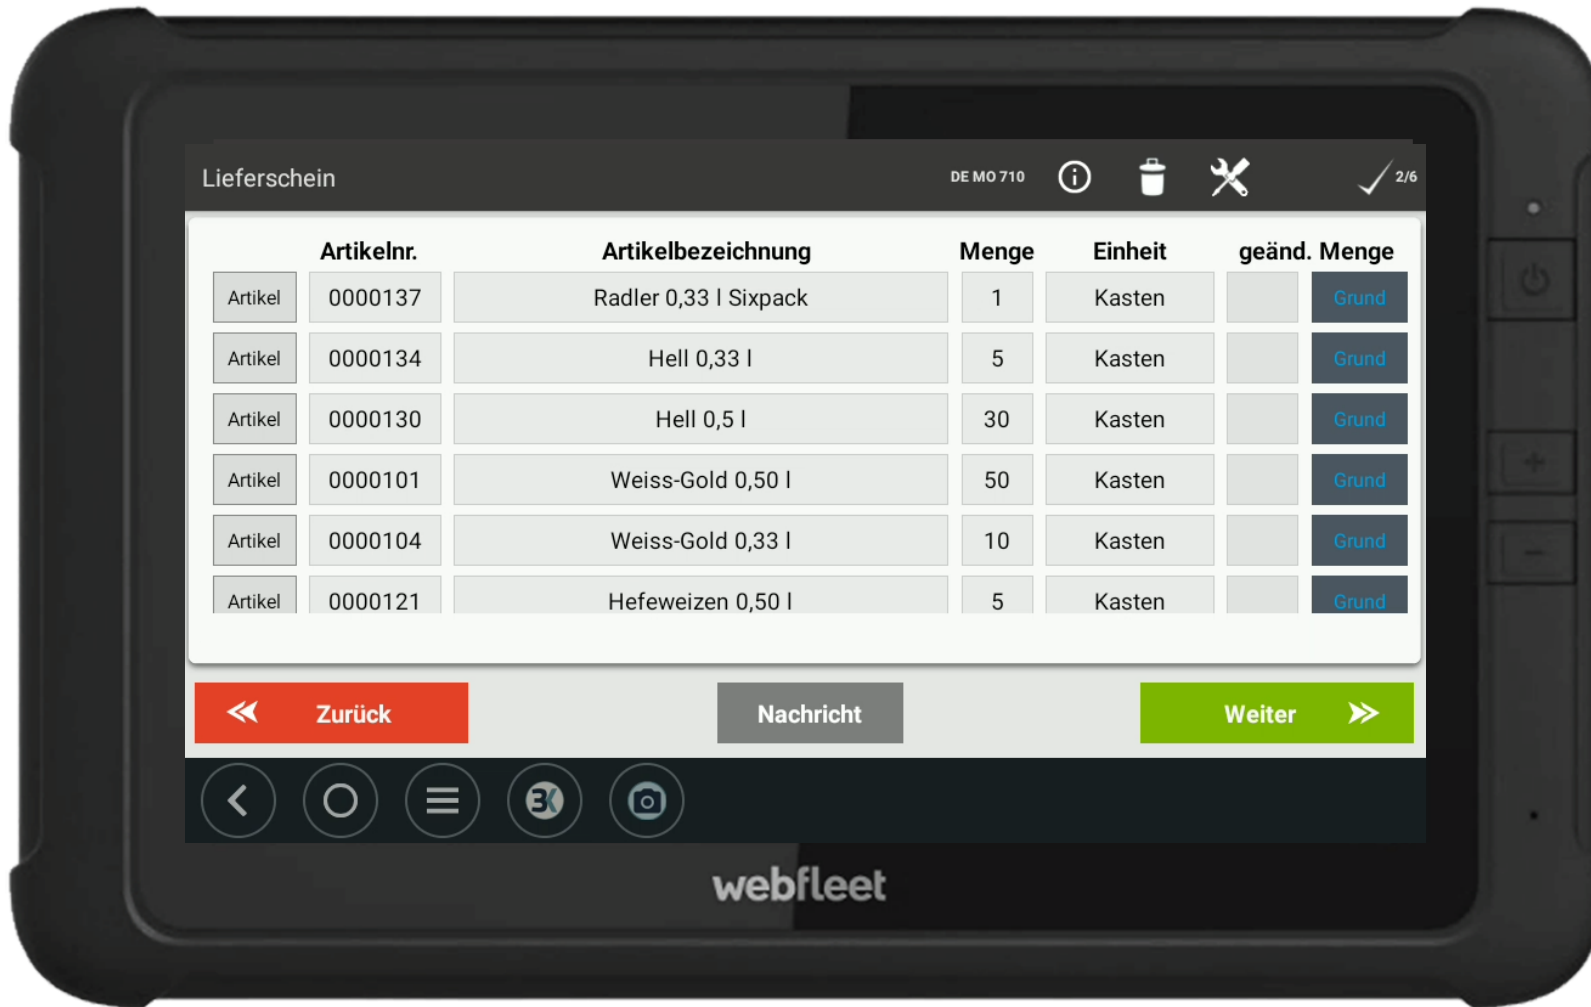 Lieferschein DE MO 710 2/6
Artikelnr. Artikelbezeichnung Menge Einheit geänd. Menge
Artikel 0000137 Radler 0,33 l Sixpack 1 Kasten Grund
Artikel 0000134 Hell 0,33 l 5 Kasten Grund
Artikel 0000130 Hell 0,5 l 30 Kasten Grund
Artikel 0000101 Weiss-Gold 0,50 l 50 Kasten Grund
Artikel 0000104 Weiss-Gold 0,33 l 10 Kasten Grund
Artikel 0000121 Hefeweizen 0,50 l 5 Kasten Grund
Zurück Nachricht Weiter
3K
webfleet